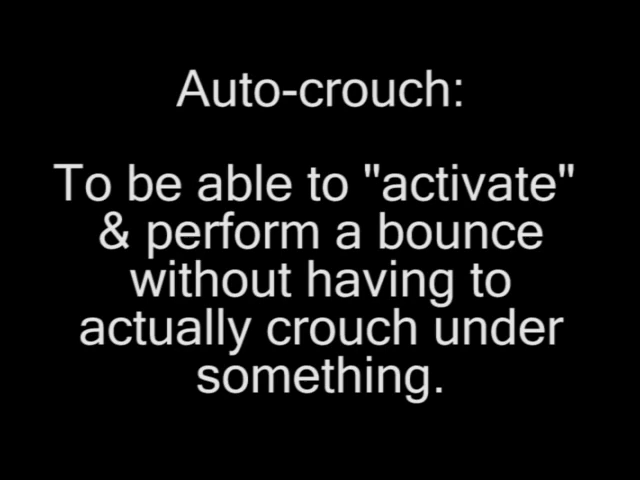 Auto-crouch:
To be able to "activate"
& perform a bounce
without having to
actually crouch under
something.